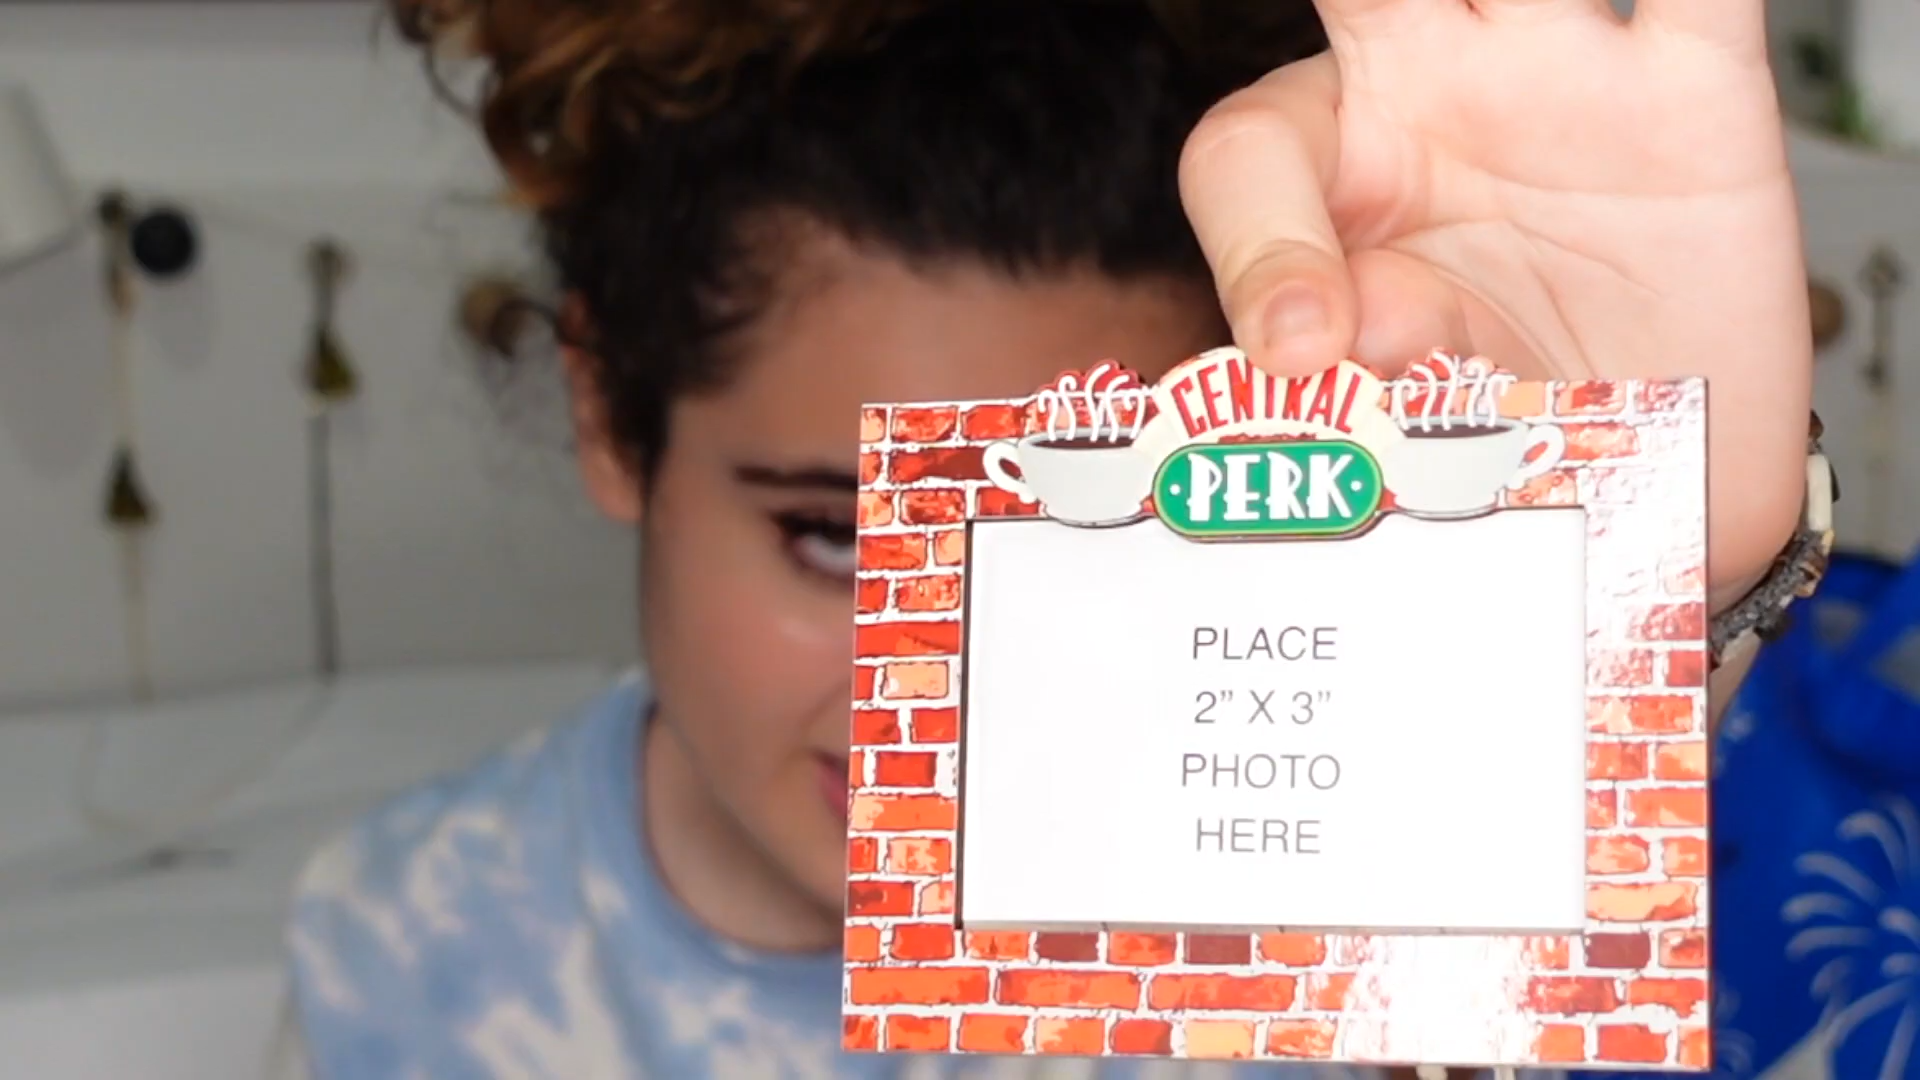 CENTRAL
·PERK·
PLACE
2” X 3”
PHOTO
HERE